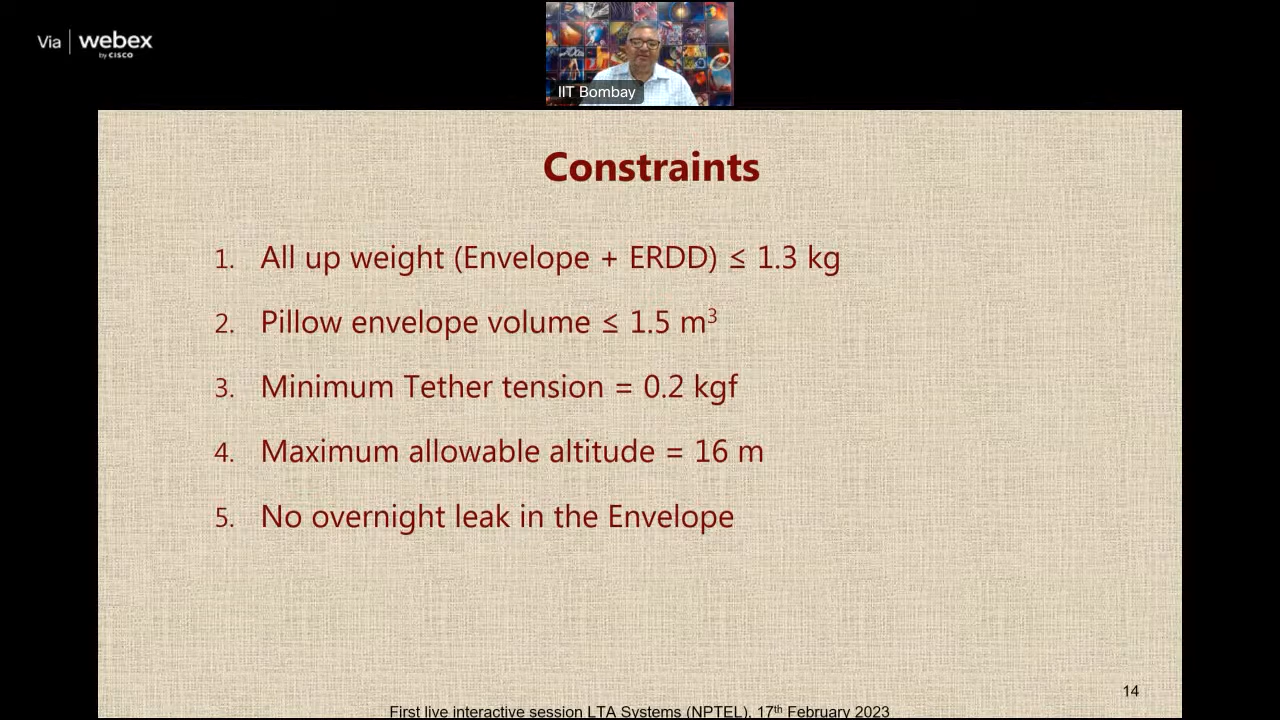 Via | webex
by CISCO
IIT Bombay
Constraints
1. All up weight (Envelope + ERDD) ≤ 1.3 kg
2. Pillow envelope volume ≤ 1.5 m³
3. Minimum Tether tension = 0.2 kgf
4. Maximum allowable altitude = 16 m
5. No overnight leak in the Envelope
14
First live interactive session LTA Systems (NPTEL), 17th February 2023